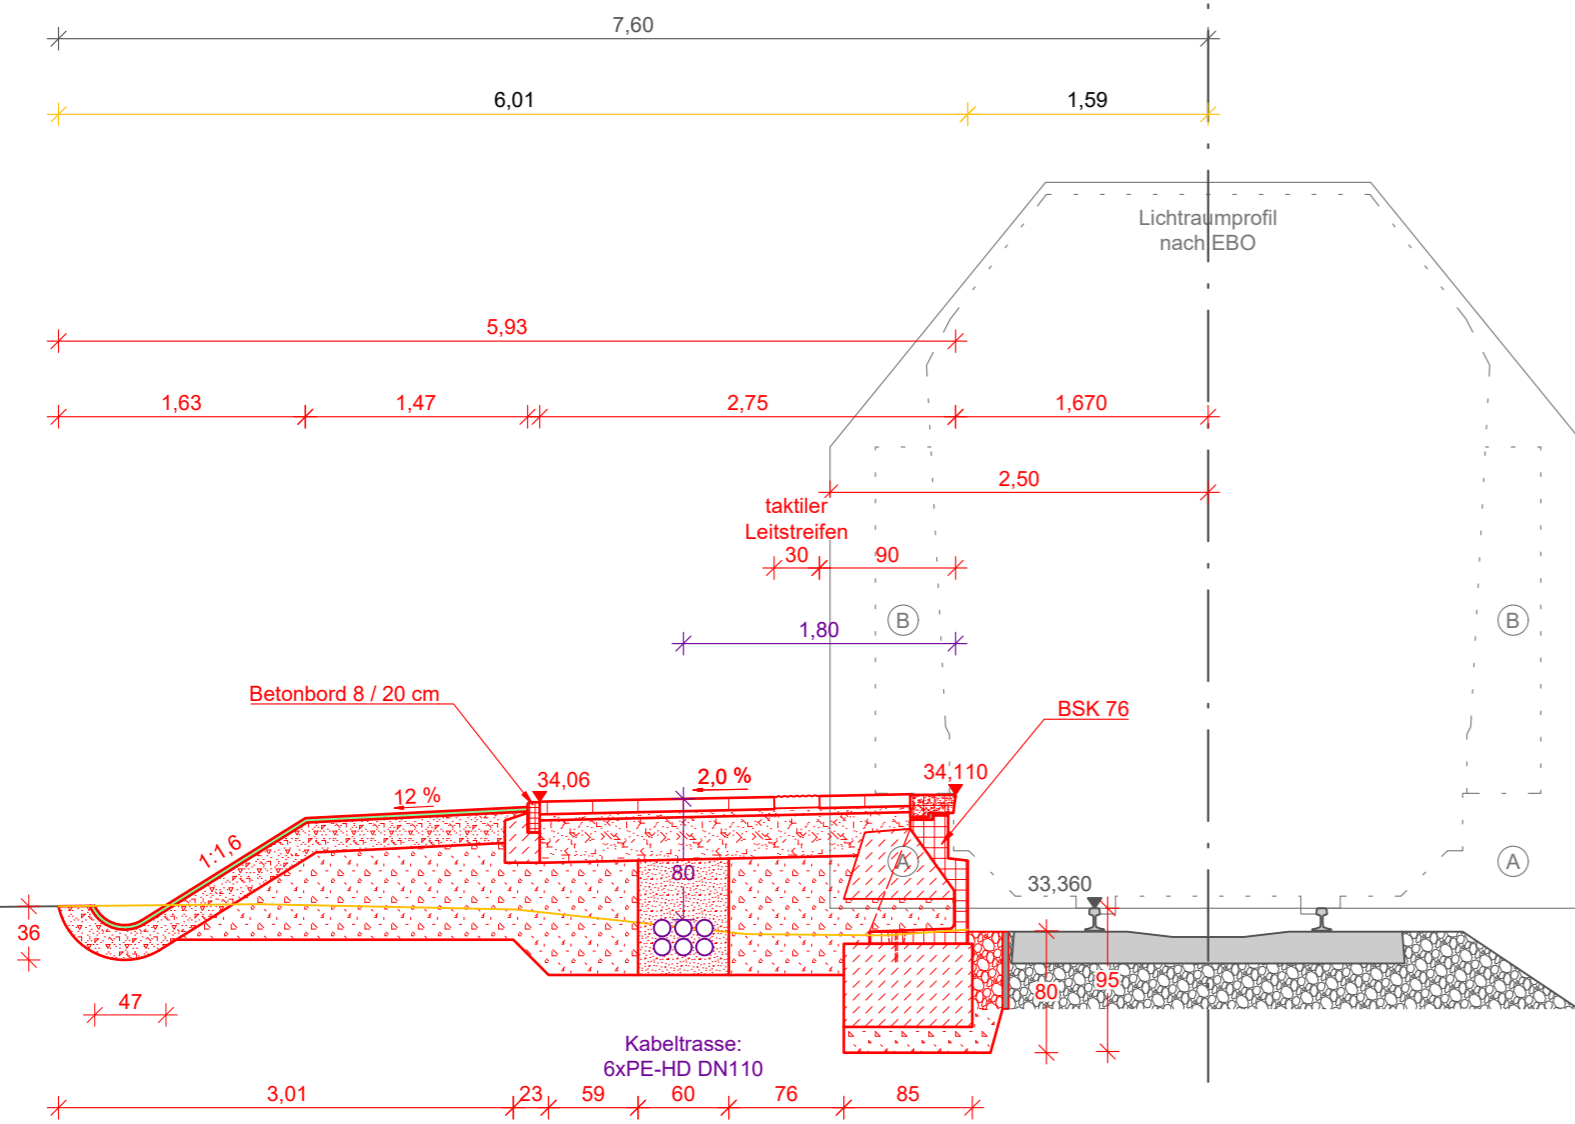 7,60
6,01
1,59
Lichtraumprofil
nach EBO
5,93
1,63
1,47
2,75
1,670
2,50
taktiler
Leitstreifen
30
90
B
B
1,80
Betonbord 8 / 20 cm
BSK 76
34,06
2,0 %
34,110
12 %
1:1,6
80
A
A
33,360
36
47
80
95
Kabeltrasse:
6xPE-HD DN110
3,01
23
59
60
76
85